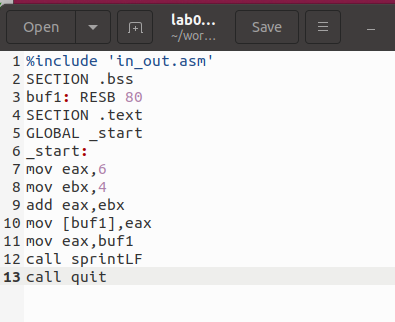 Open lab0... Save
~/wor...
1 %include 'in_out.asm'
2 SECTION .bss
3 buf1: RESB 80
4 SECTION .text
5 GLOBAL _start
6 _start:
7 mov eax,6
8 mov ebx,4
9 add eax,ebx
10 mov [buf1],eax
11 mov eax,buf1
12 call sprintLF
13 call quit